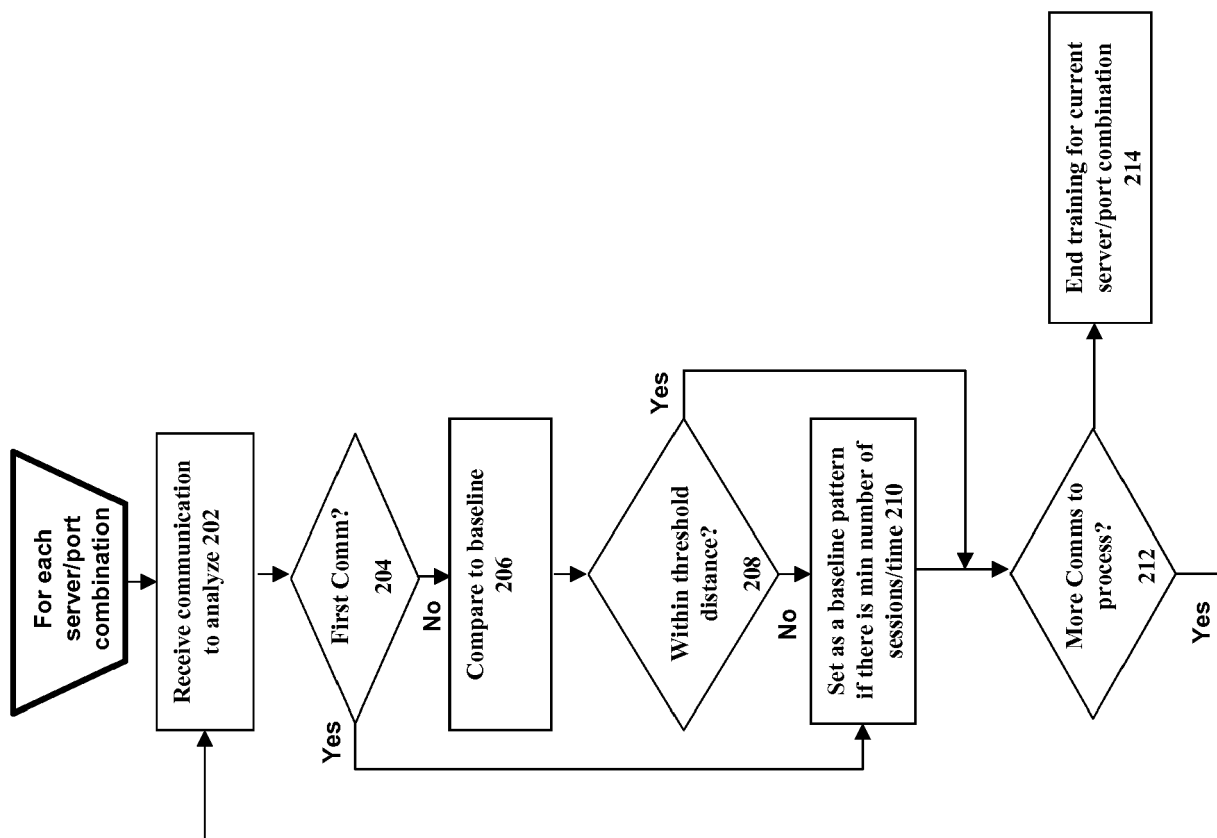 For each
server/port
combination
Receive communication
to analyze 202
First Comm?
204
Yes
No
Compare to baseline
206
Within threshold
distance?
208
Yes
No
Set as a baseline pattern
if there is min number of
sessions/time 210
More Comms to
process?
212
Yes
End training for current
server/port combination
214